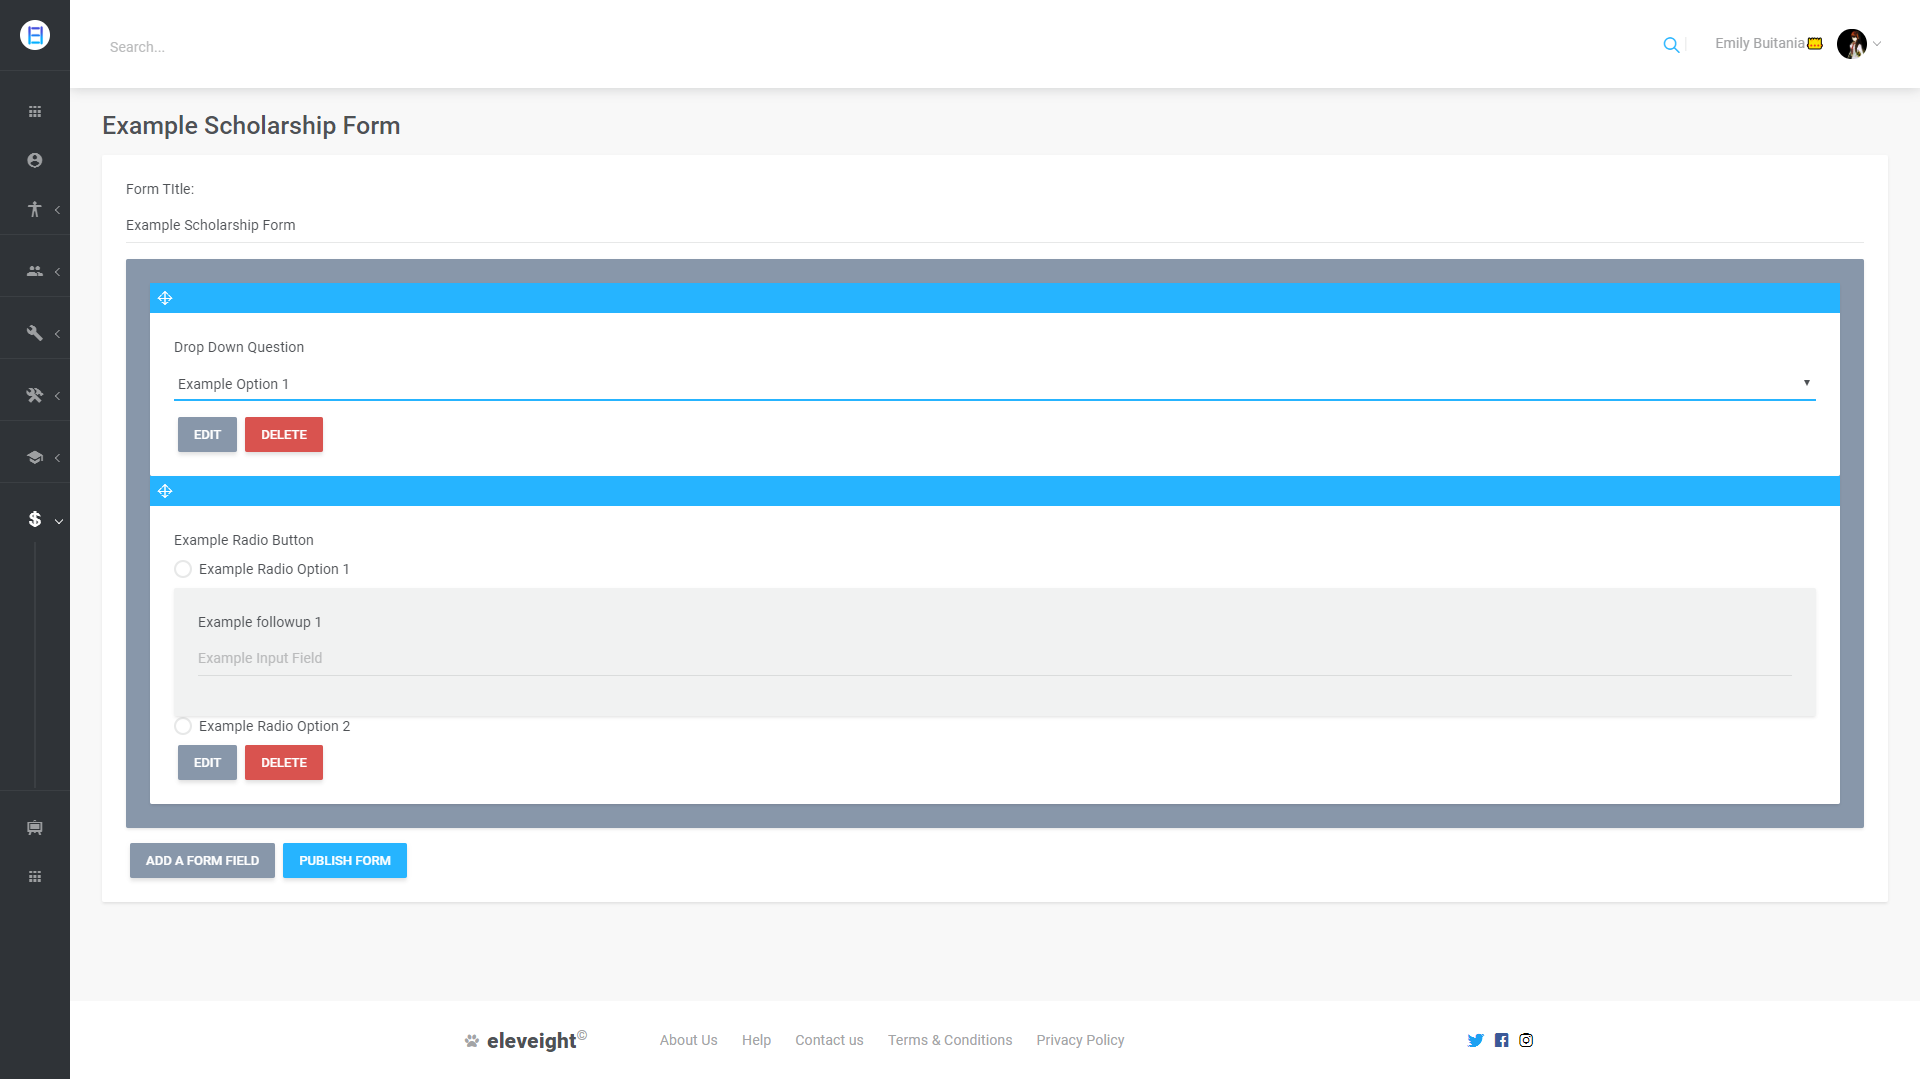 Search...
Emily Buitania
Example Scholarship Form
Form TItle:
Example Scholarship Form
Drop Down Question
Example Option 1
EDIT DELETE
Example Radio Button
Example Radio Option 1
Example followup 1
Example Input Field
Example Radio Option 2
EDIT DELETE
ADD A FORM FIELD PUBLISH FORM
eleveight© About Us Help Contact us Terms & Conditions Privacy Policy